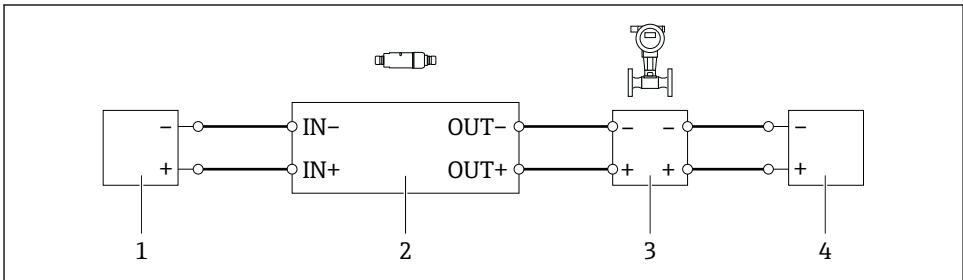 − IN− OUT− − − −
+ IN+ OUT+ + + +
1 2 3 4